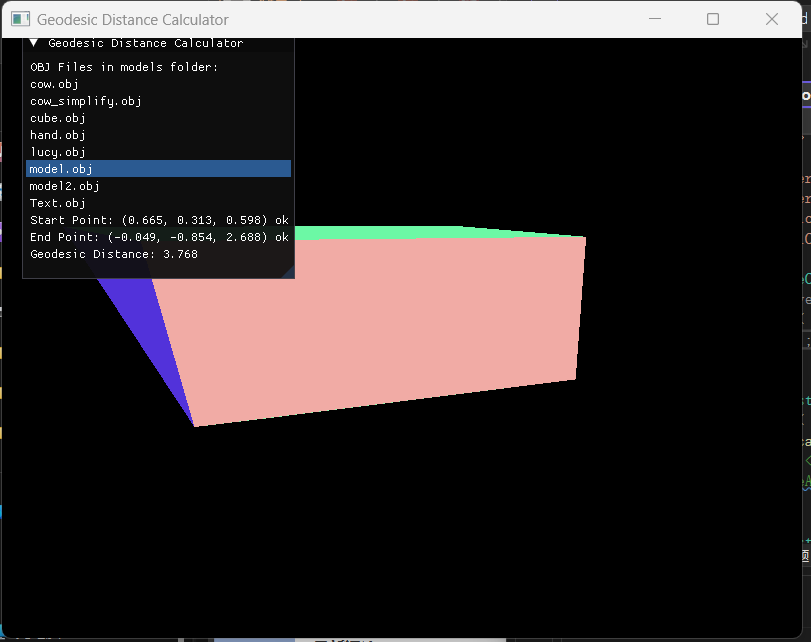 Geodesic Distance Calculator
▼ Geodesic Distance Calculator
OBJ Files in models folder:
cow.obj
cow_simplify.obj
cube.obj
hand.obj
lucy.obj
model.obj
model2.obj
Text.obj
Start Point: (0.665, 0.313, 0.598) ok
End Point: (-0.049, -0.854, 2.688) ok
Geodesic Distance: 3.768